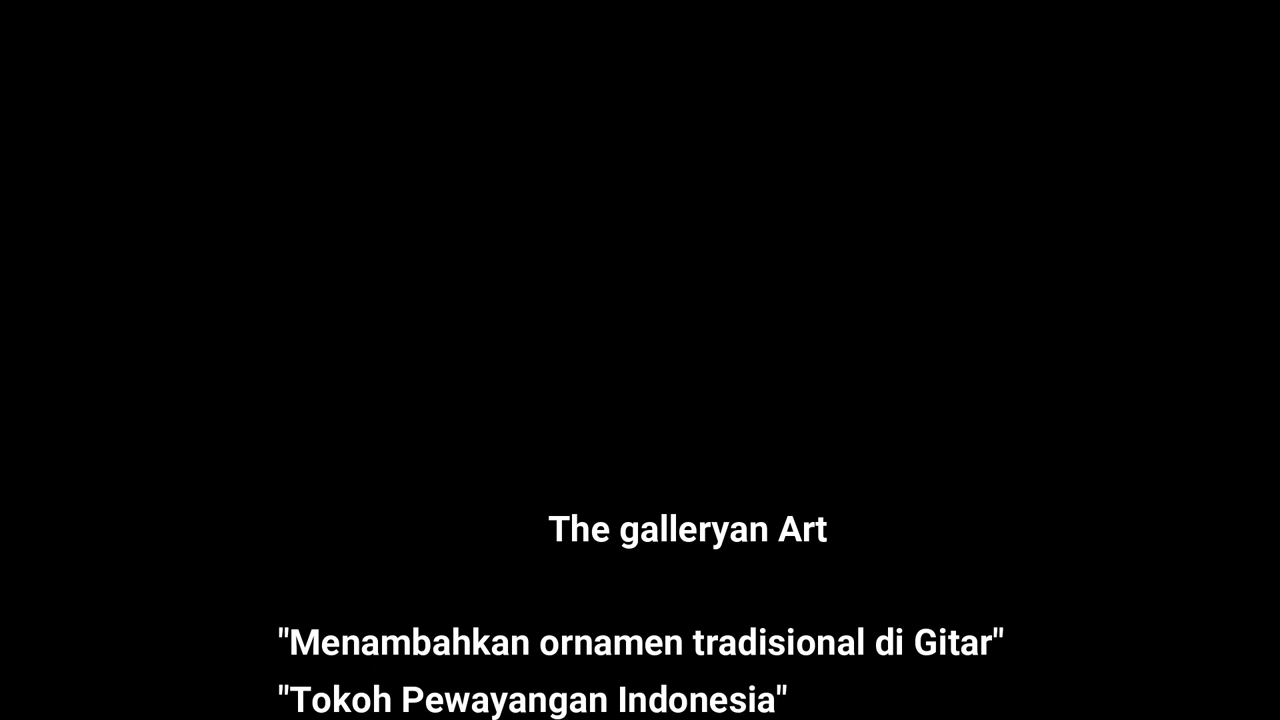 The galleryan Art
"Menambahkan ornamen tradisional di Gitar"
"Tokoh Pewayangan Indonesia"